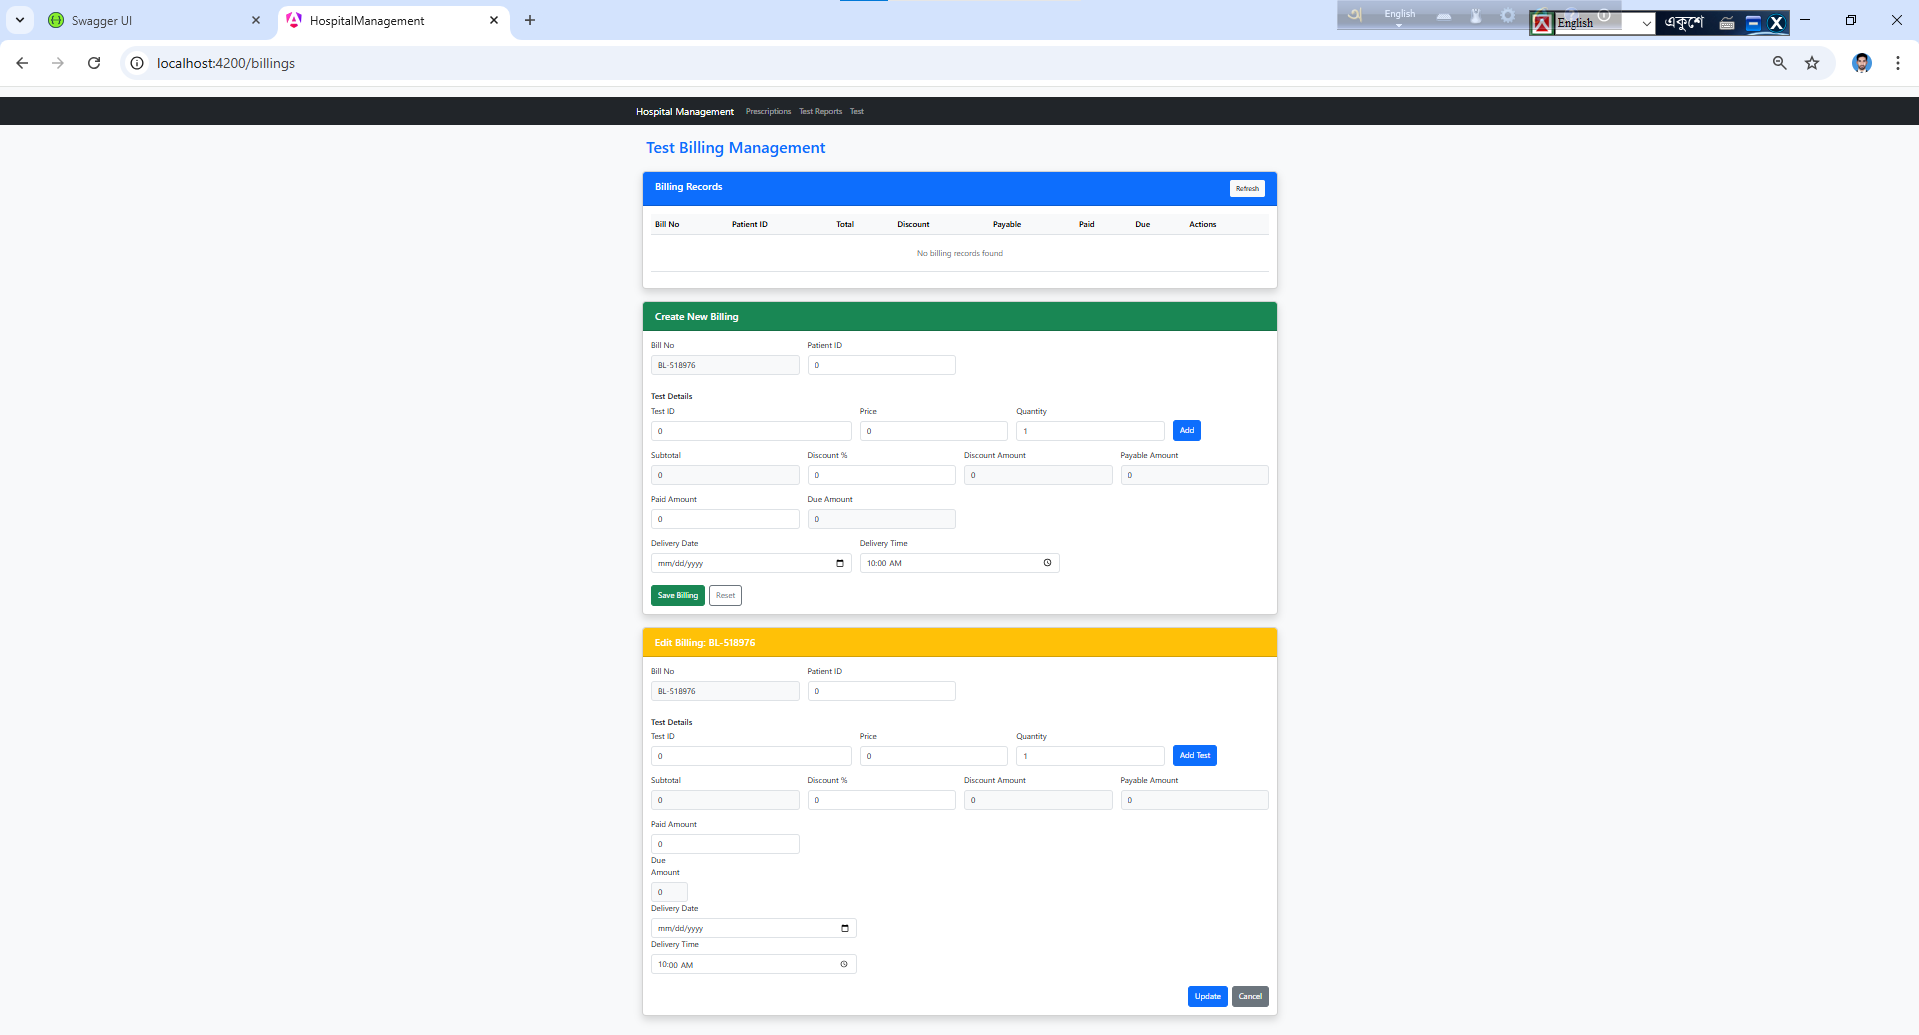 Swagger UI
HospitalManagement
English
English
একুশে
localhost:4200/billings
Hospital Management Prescriptions Test Reports Test
Test Billing Management
Billing Records
Refresh
Bill No Patient ID Total Discount Payable Paid Due Actions
No billing records found
Create New Billing
Bill No Patient ID
BL-518976 0
Test Details
Test ID Price Quantity
0 0 1 Add
Subtotal Discount % Discount Amount Payable Amount
0 0 0 0
Paid Amount Due Amount
0 0
Delivery Date Delivery Time
mm/dd/yyyy 10:00 AM
Save Billing Reset
Edit Billing: BL-518976
Bill No Patient ID
BL-518976 0
Test Details
Test ID Price Quantity
0 0 1 Add Test
Subtotal Discount % Discount Amount Payable Amount
0 0 0 0
Paid Amount
0
Due
Amount
0
Delivery Date
mm/dd/yyyy
Delivery Time
10:00 AM
Update Cancel